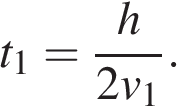 t₁ = h / 2v₁.